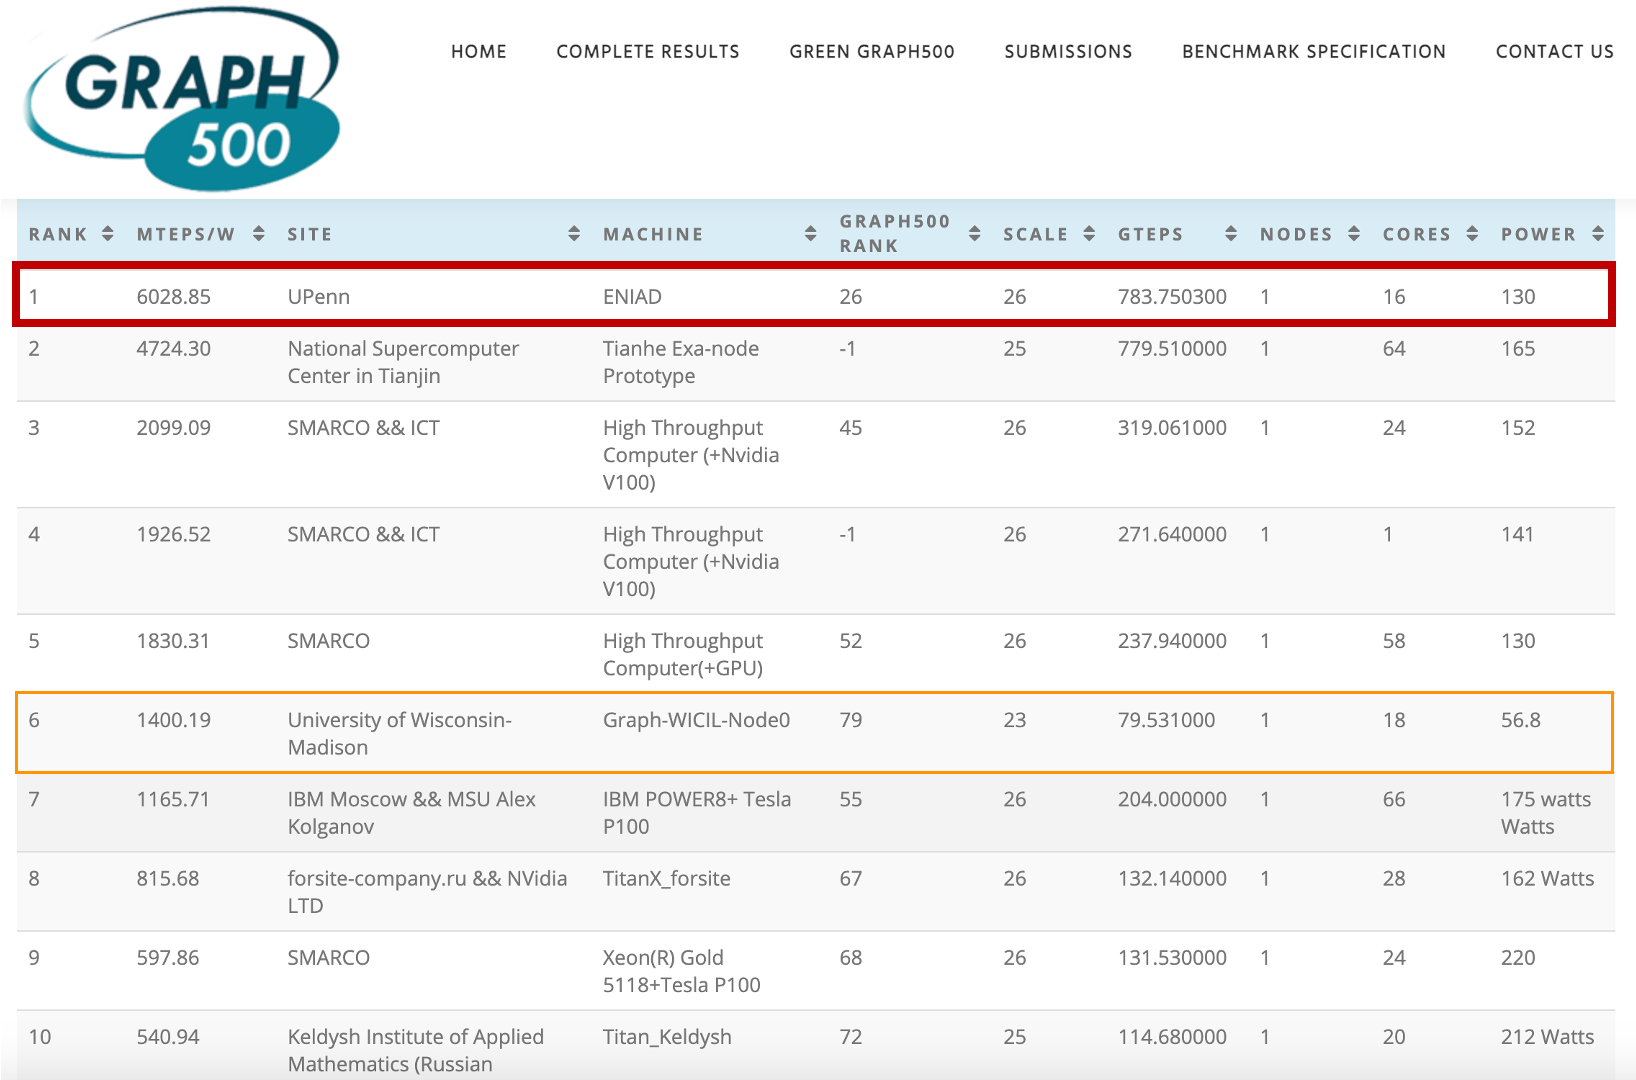 GRAPH
500
HOME COMPLETE RESULTS GREEN GRAPH500 SUBMISSIONS BENCHMARK SPECIFICATION CONTACT US
RANK MTEPS/W SITE MACHINE GRAPH500 RANK SCALE GTEPS NODES CORES POWER
1 6028.85 UPenn ENIAD 26 26 783.750300 1 16 130
2 4724.30 National Supercomputer Tianhe Exa-node -1 25 779.510000 1 64 165
Center in Tianjin Prototype
3 2099.09 SMARCO && ICT High Throughput 45 26 319.061000 1 24 152
Computer (+Nvidia
V100)
4 1926.52 SMARCO && ICT High Throughput -1 26 271.640000 1 1 141
Computer (+Nvidia
V100)
5 1830.31 SMARCO High Throughput 52 26 237.940000 1 58 130
Computer(+GPU)
6 1400.19 University of Wisconsin- Graph-WICIL-Node0 79 23 79.531000 1 18 56.8
Madison
7 1165.71 IBM Moscow && MSU Alex IBM POWER8+ Tesla 55 26 204.000000 1 66 175 watts
Kolganov P100 Watts
8 815.68 forsite-company.ru && NVidia TitanX_forsite 67 26 132.140000 1 28 162 Watts
LTD
9 597.86 SMARCO Xeon(R) Gold 68 26 131.530000 1 24 220
5118+Tesla P100
10 540.94 Keldysh Institute of Applied Titan_Keldysh 72 25 114.680000 1 20 212 Watts
Mathematics (Russian